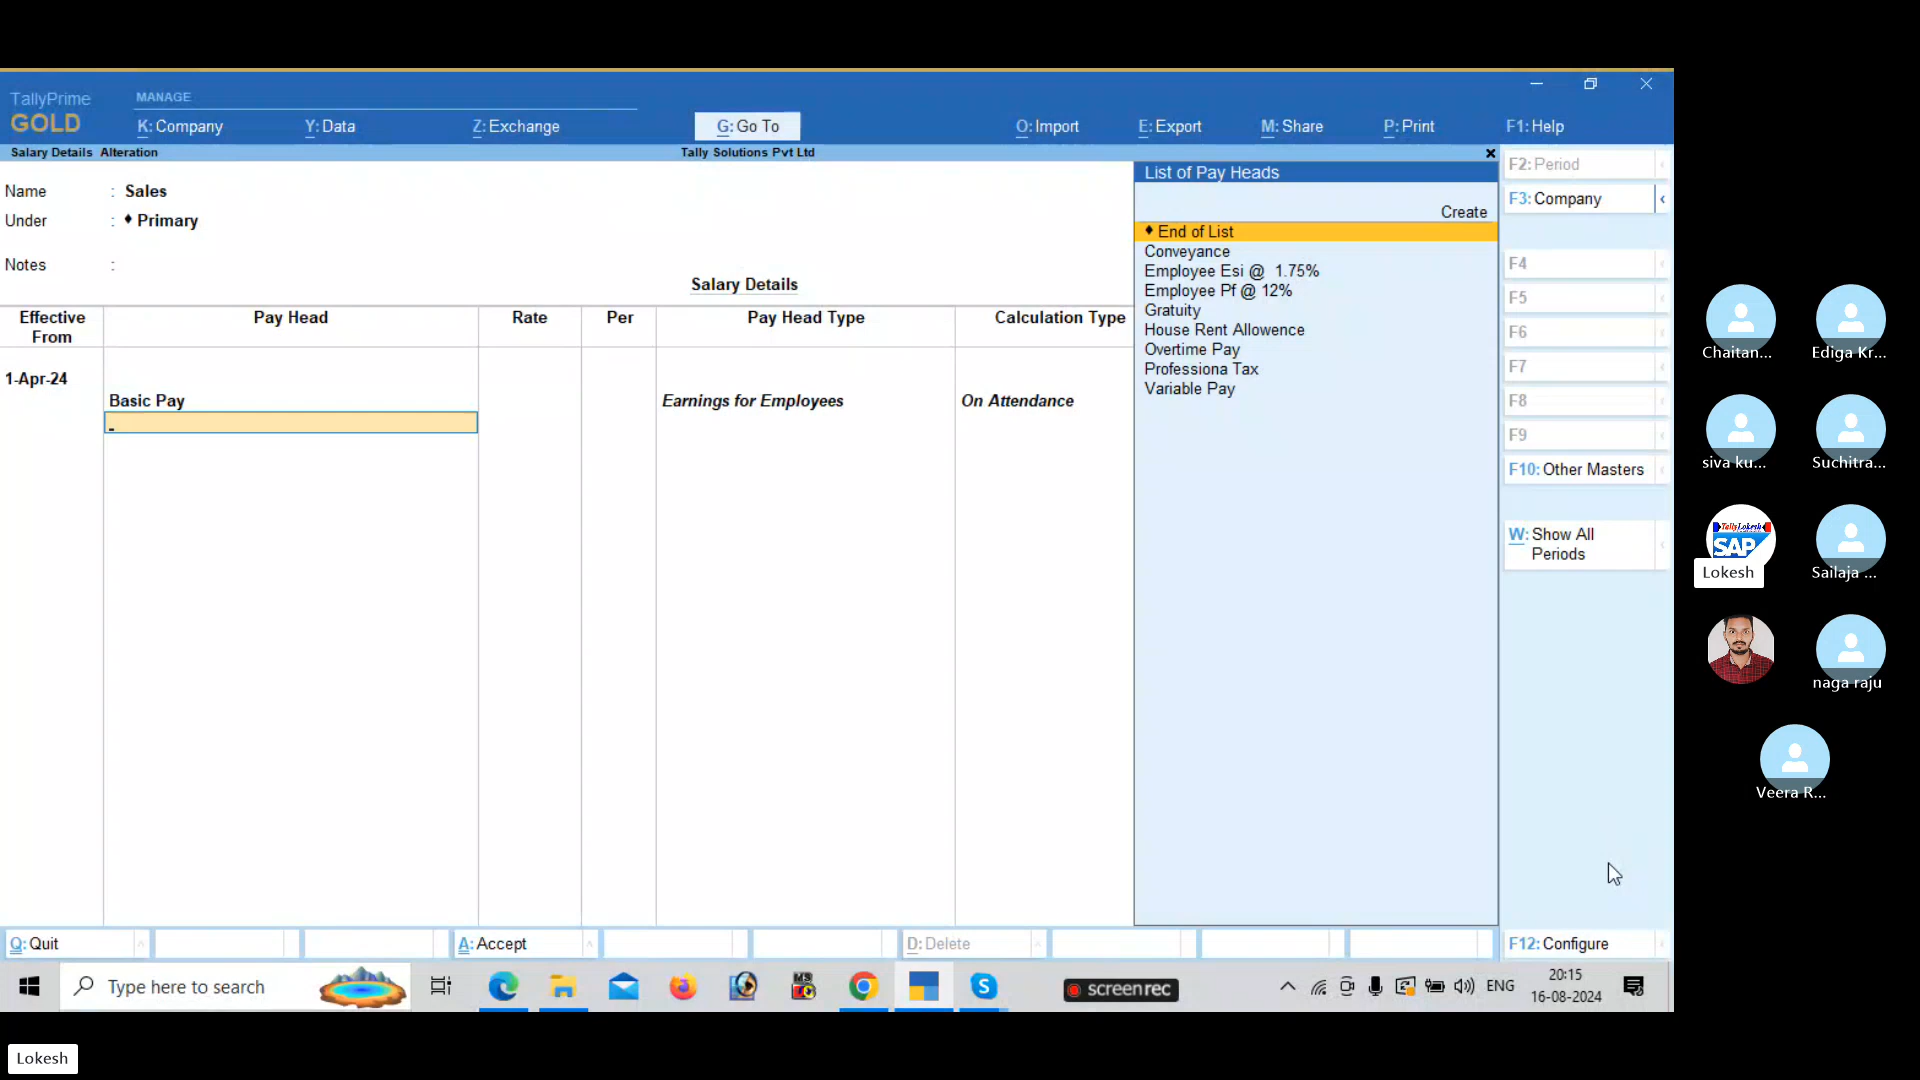 TallyPrime
GOLD
MANAGE
K: Company
Y: Data
Z: Exchange
G: Go To
O: Import
E: Export
M: Share
P: Print
F1: Help
Salary Details Alteration
Tally Solutions Pvt Ltd
Name : Sales
Under : ♦ Primary
Notes :
Salary Details
Effective From
Pay Head
Rate
Per
Pay Head Type
Calculation Type
1-Apr-24
Basic Pay
Earnings for Employees
On Attendance
List of Pay Heads
Create
♦ End of List
Conveyance
Employee Esi @ 1.75%
Employee Pf @ 12%
Gratuity
House Rent Allowence
Overtime Pay
Professiona Tax
Variable Pay
F2: Period
F3: Company
F4
F5
F6
F7
F8
F9
F10: Other Masters
W: Show All
Periods
F12: Configure
Q: Quit
A: Accept
D: Delete
Type here to search
MS
S
screenrec
ENG
20:15
16-08-2024
Chaitan...
Ediga Kr...
siva ku...
Suchitra...
Tally Lokesh
SAP
Lokesh
Sailaja ...
naga raju
Veera R...
Lokesh